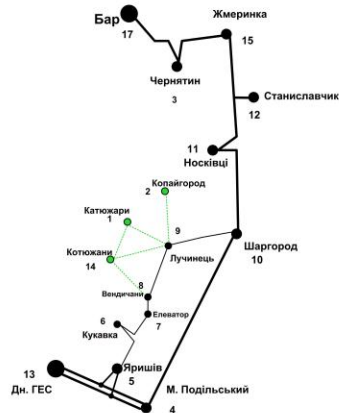 Бар
17
Жмеринка
15
Чернятин
3
Станиславчик
12
11
Носківці
Копайгород
2
Катюжари
1
9
Лучинець
Шаргород
10
Котюжани
14
8
Вендичани
Елеватор
7
6
Кукавка
Яришів
5
13
Дн. ГЕС
М. Подільський
4